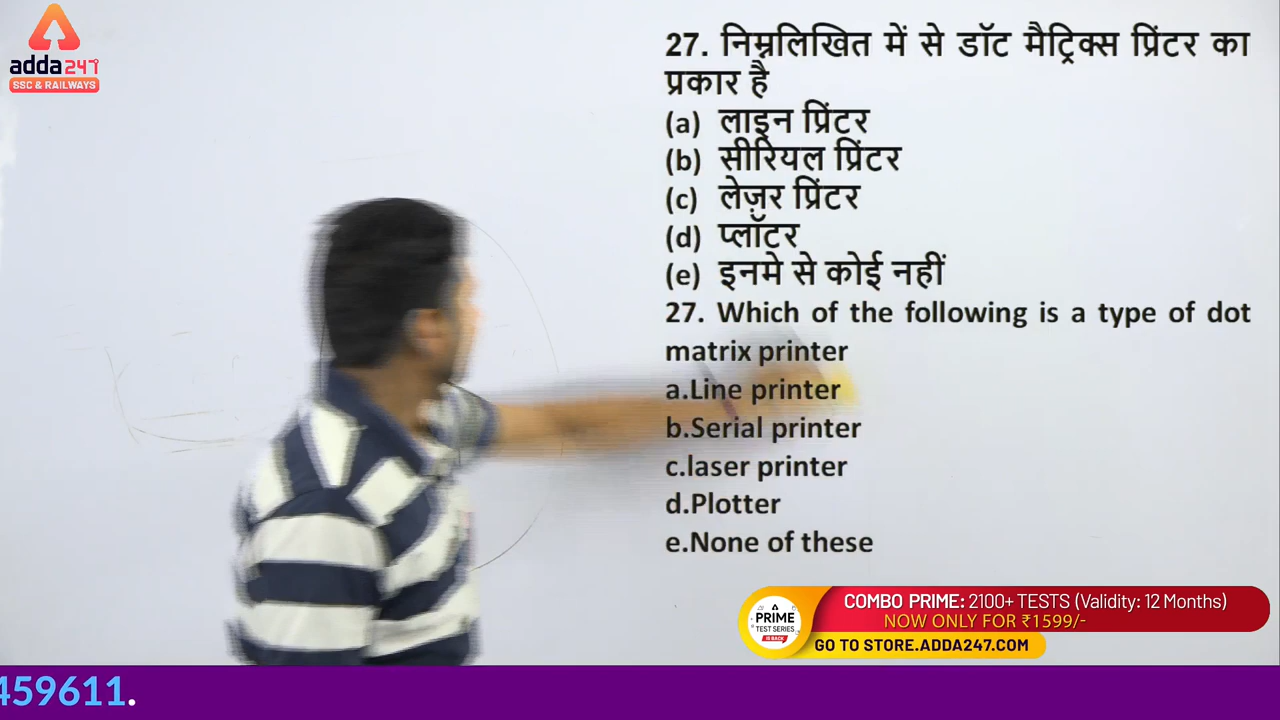 adda247
SSC & RAILWAYS
27. निम्नलिखित में से डॉट मैट्रिक्स प्रिंटर का
प्रकार है
(a) लाइन प्रिंटर
(b) सीरियल प्रिंटर
(c) लेज़र प्रिंटर
(d) प्लॉटर
(e) इनमे से कोई नहीं
27. Which of the following is a type of dot
matrix printer
a.Line printer
b.Serial printer
c.laser printer
d.Plotter
e.None of these
PRIME
TEST SERIES
IS BACK
COMBO PRIME: 2100+ TESTS (Validity: 12 Months)
NOW ONLY FOR ₹1599/-
GO TO STORE.ADDA247.COM
459611.